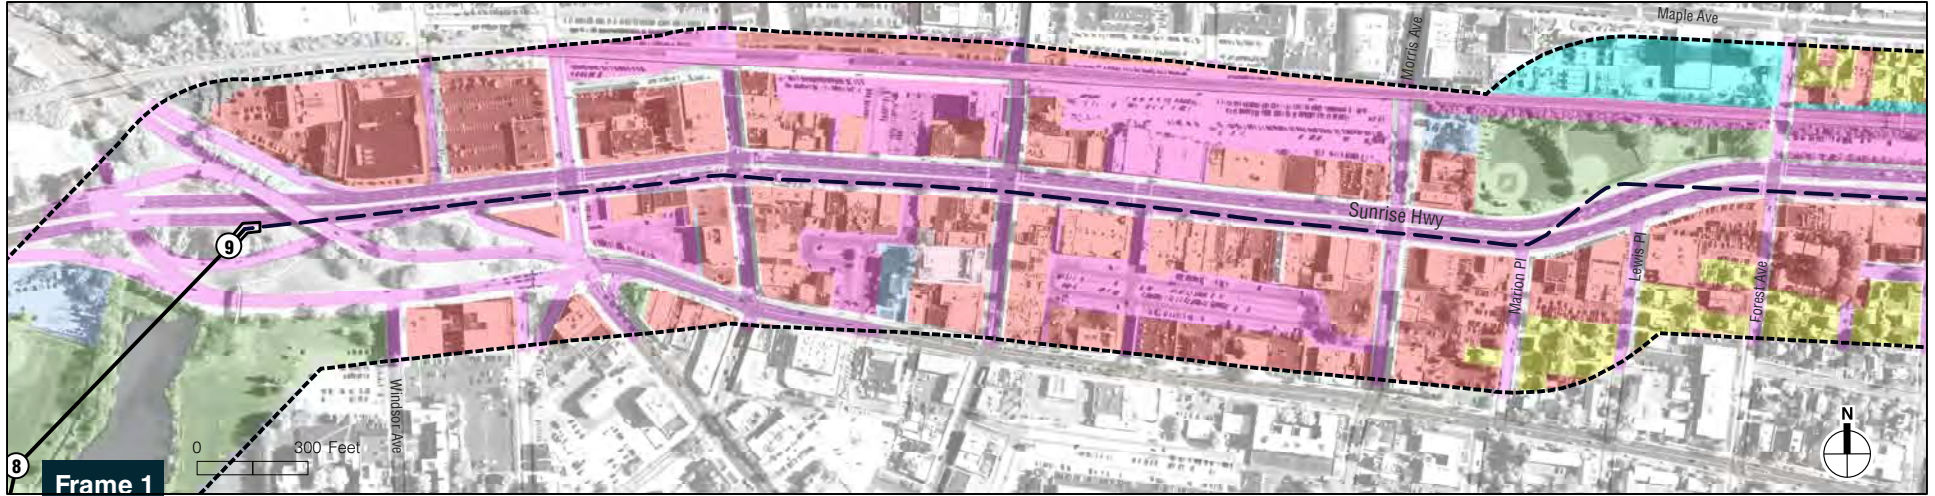 Maple Ave
Morris Ave
Sunrise Hwy
9
Lewis Pl
Marion Pl
Forest Ave
Windsor Ave
0 300 Feet
N
8
Frame 1